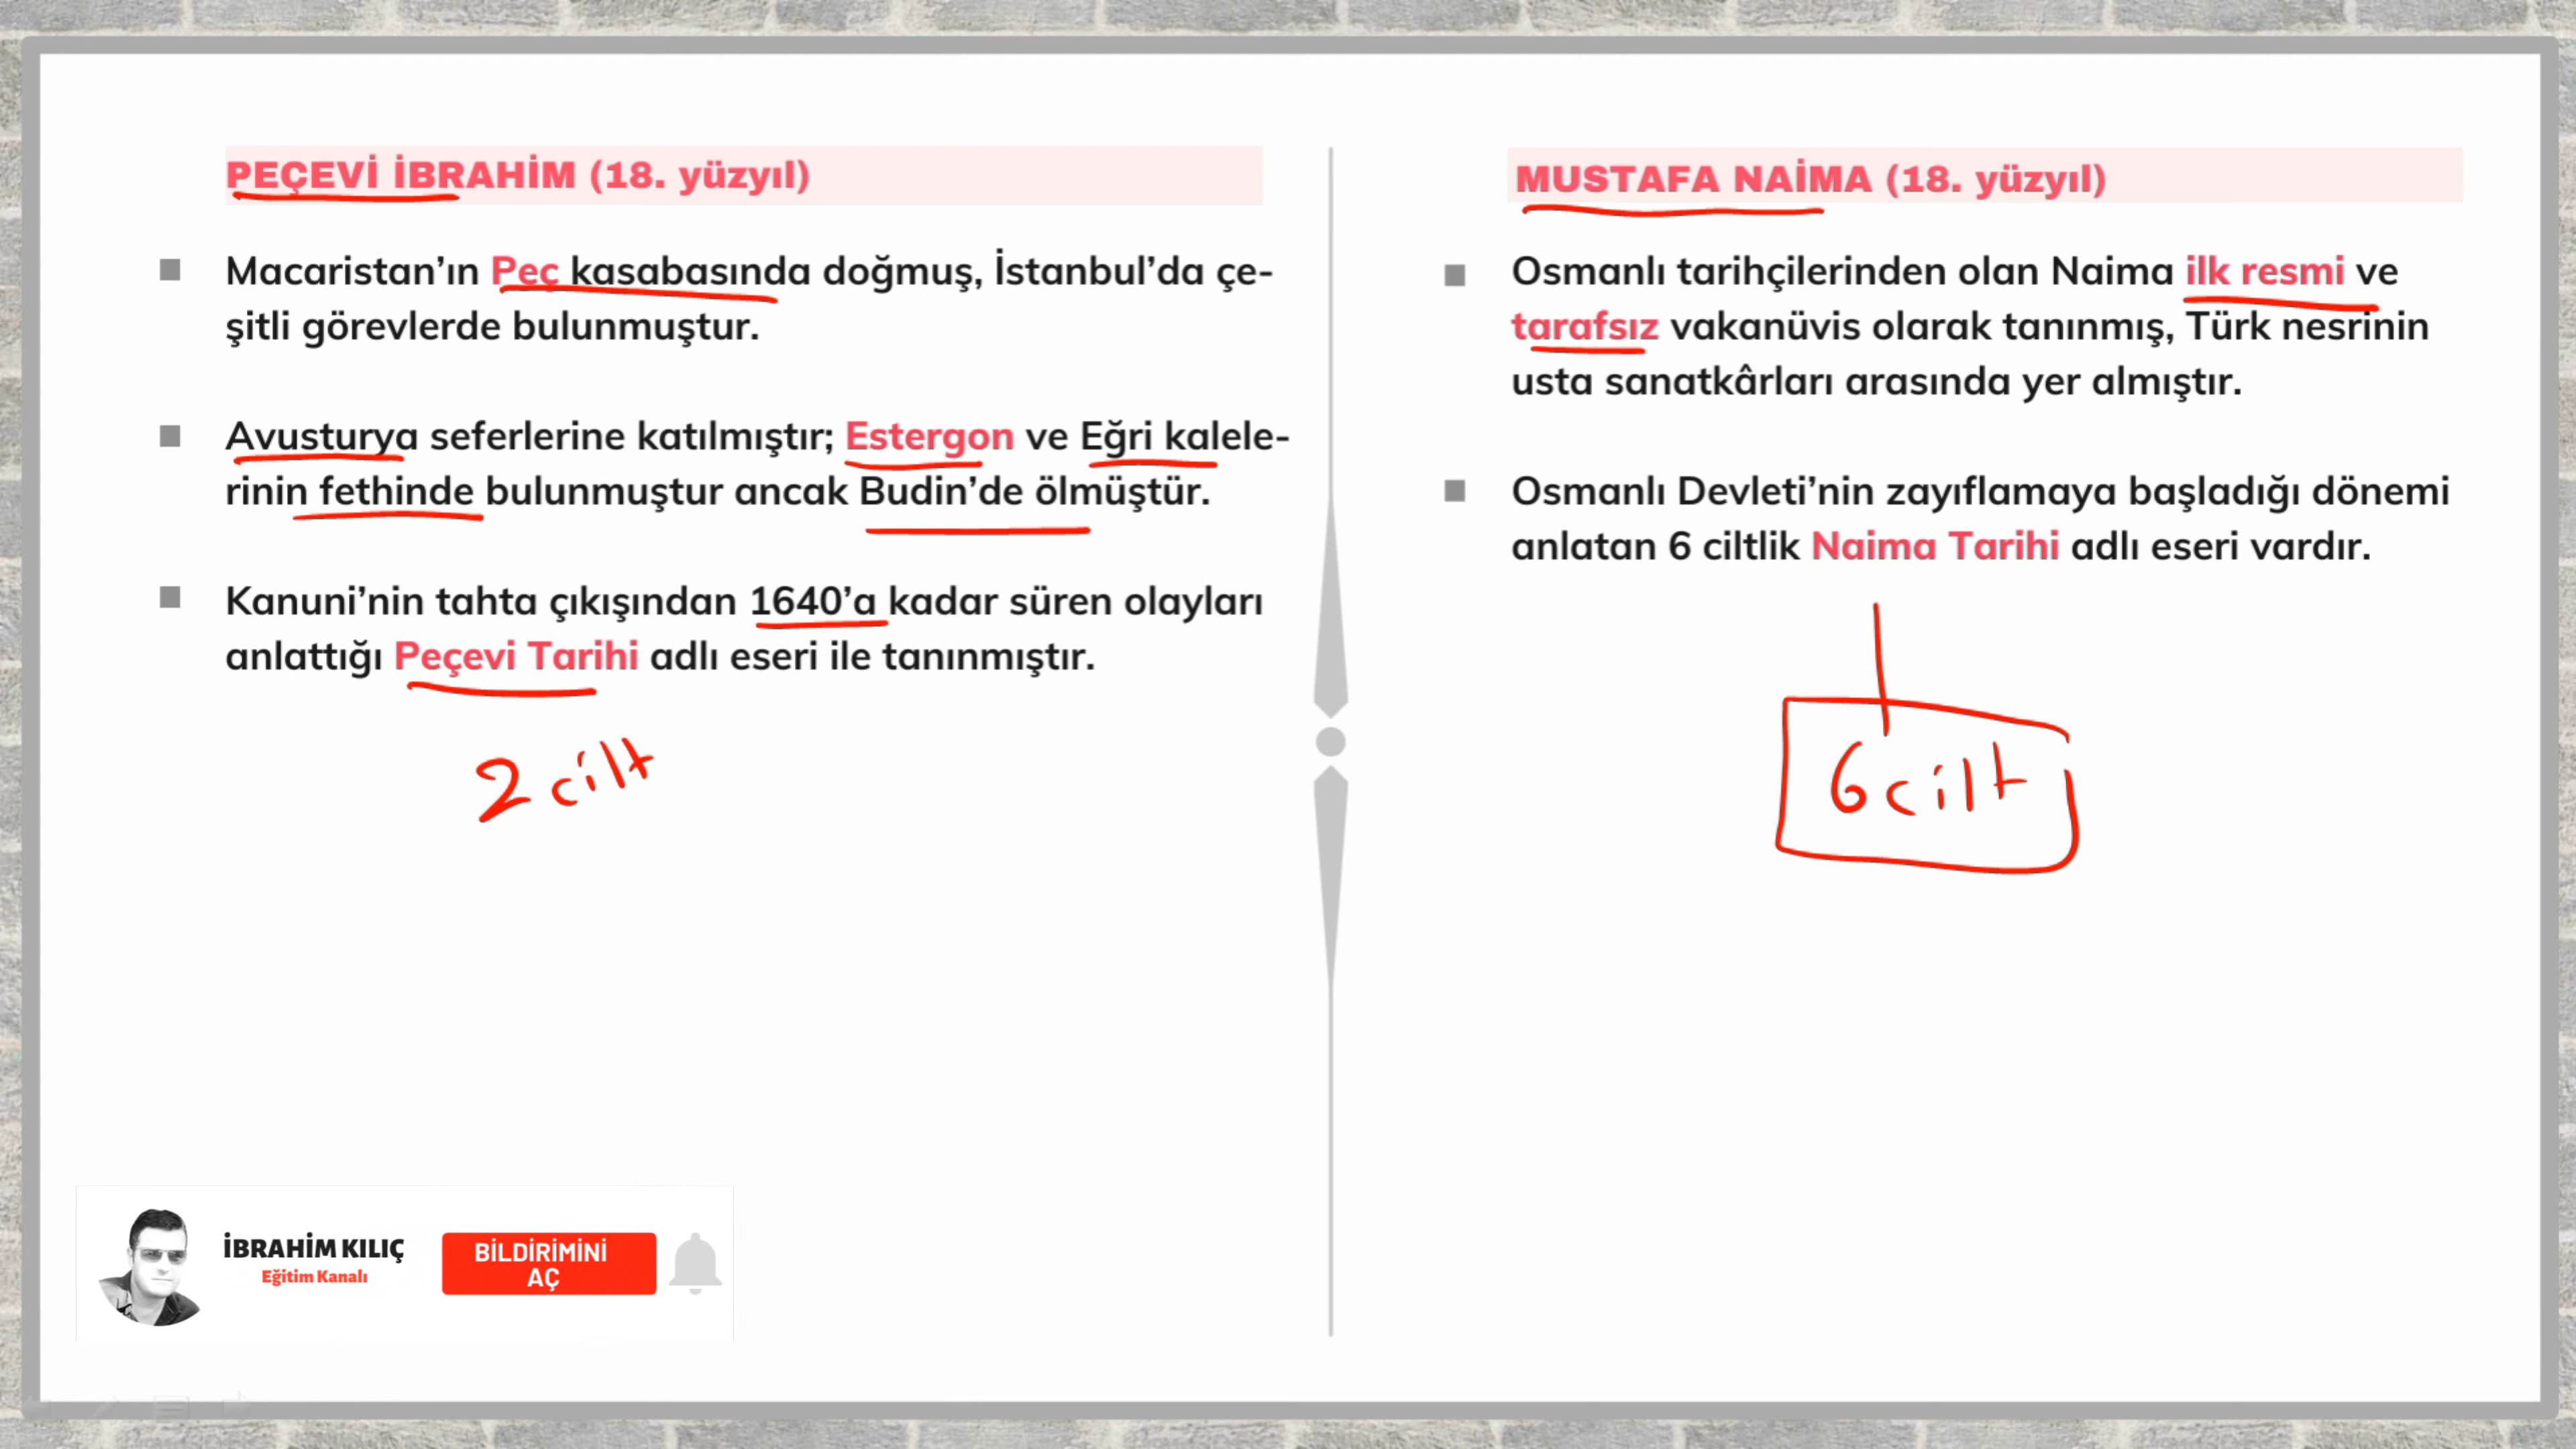 PEÇEVİ İBRAHİM (18. yüzyıl)
Macaristan’ın Peç kasabasında doğmuş, İstanbul’da çe-
şitli görevlerde bulunmuştur.
Avusturya seferlerine katılmıştır; Estergon ve Eğri kalele-
rinin fethinde bulunmuştur ancak Budin’de ölmüştür.
Kanuni’nin tahta çıkışından 1640’a kadar süren olayları
anlattığı Peçevi Tarihi adlı eseri ile tanınmıştır.
2 cilt
MUSTAFA NAİMA (18. yüzyıl)
Osmanlı tarihçilerinden olan Naima ilk resmi ve
tarafsız vakanüvis olarak tanınmış, Türk nesrinin
usta sanatkârları arasında yer almıştır.
Osmanlı Devleti’nin zayıflamaya başladığı dönemi
anlatan 6 ciltlik Naima Tarihi adlı eseri vardır.
6 cilt
İBRAHİM KILIÇ
Eğitim Kanalı
BİLDİRİMİNİ
AÇ